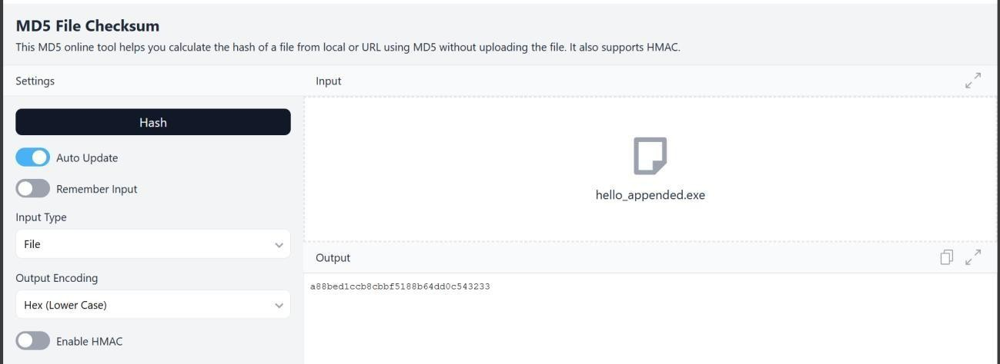 MD5 File Checksum
This MD5 online tool helps you calculate the hash of a file from local or URL using MD5 without uploading the file. It also supports HMAC.
Settings
Hash
Auto Update
Remember Input
Input Type
File
Output Encoding
Hex (Lower Case)
Enable HMAC
Input
hello_appended.exe
Output
a88bed1ccb8cbbf5188b64dd0c543233